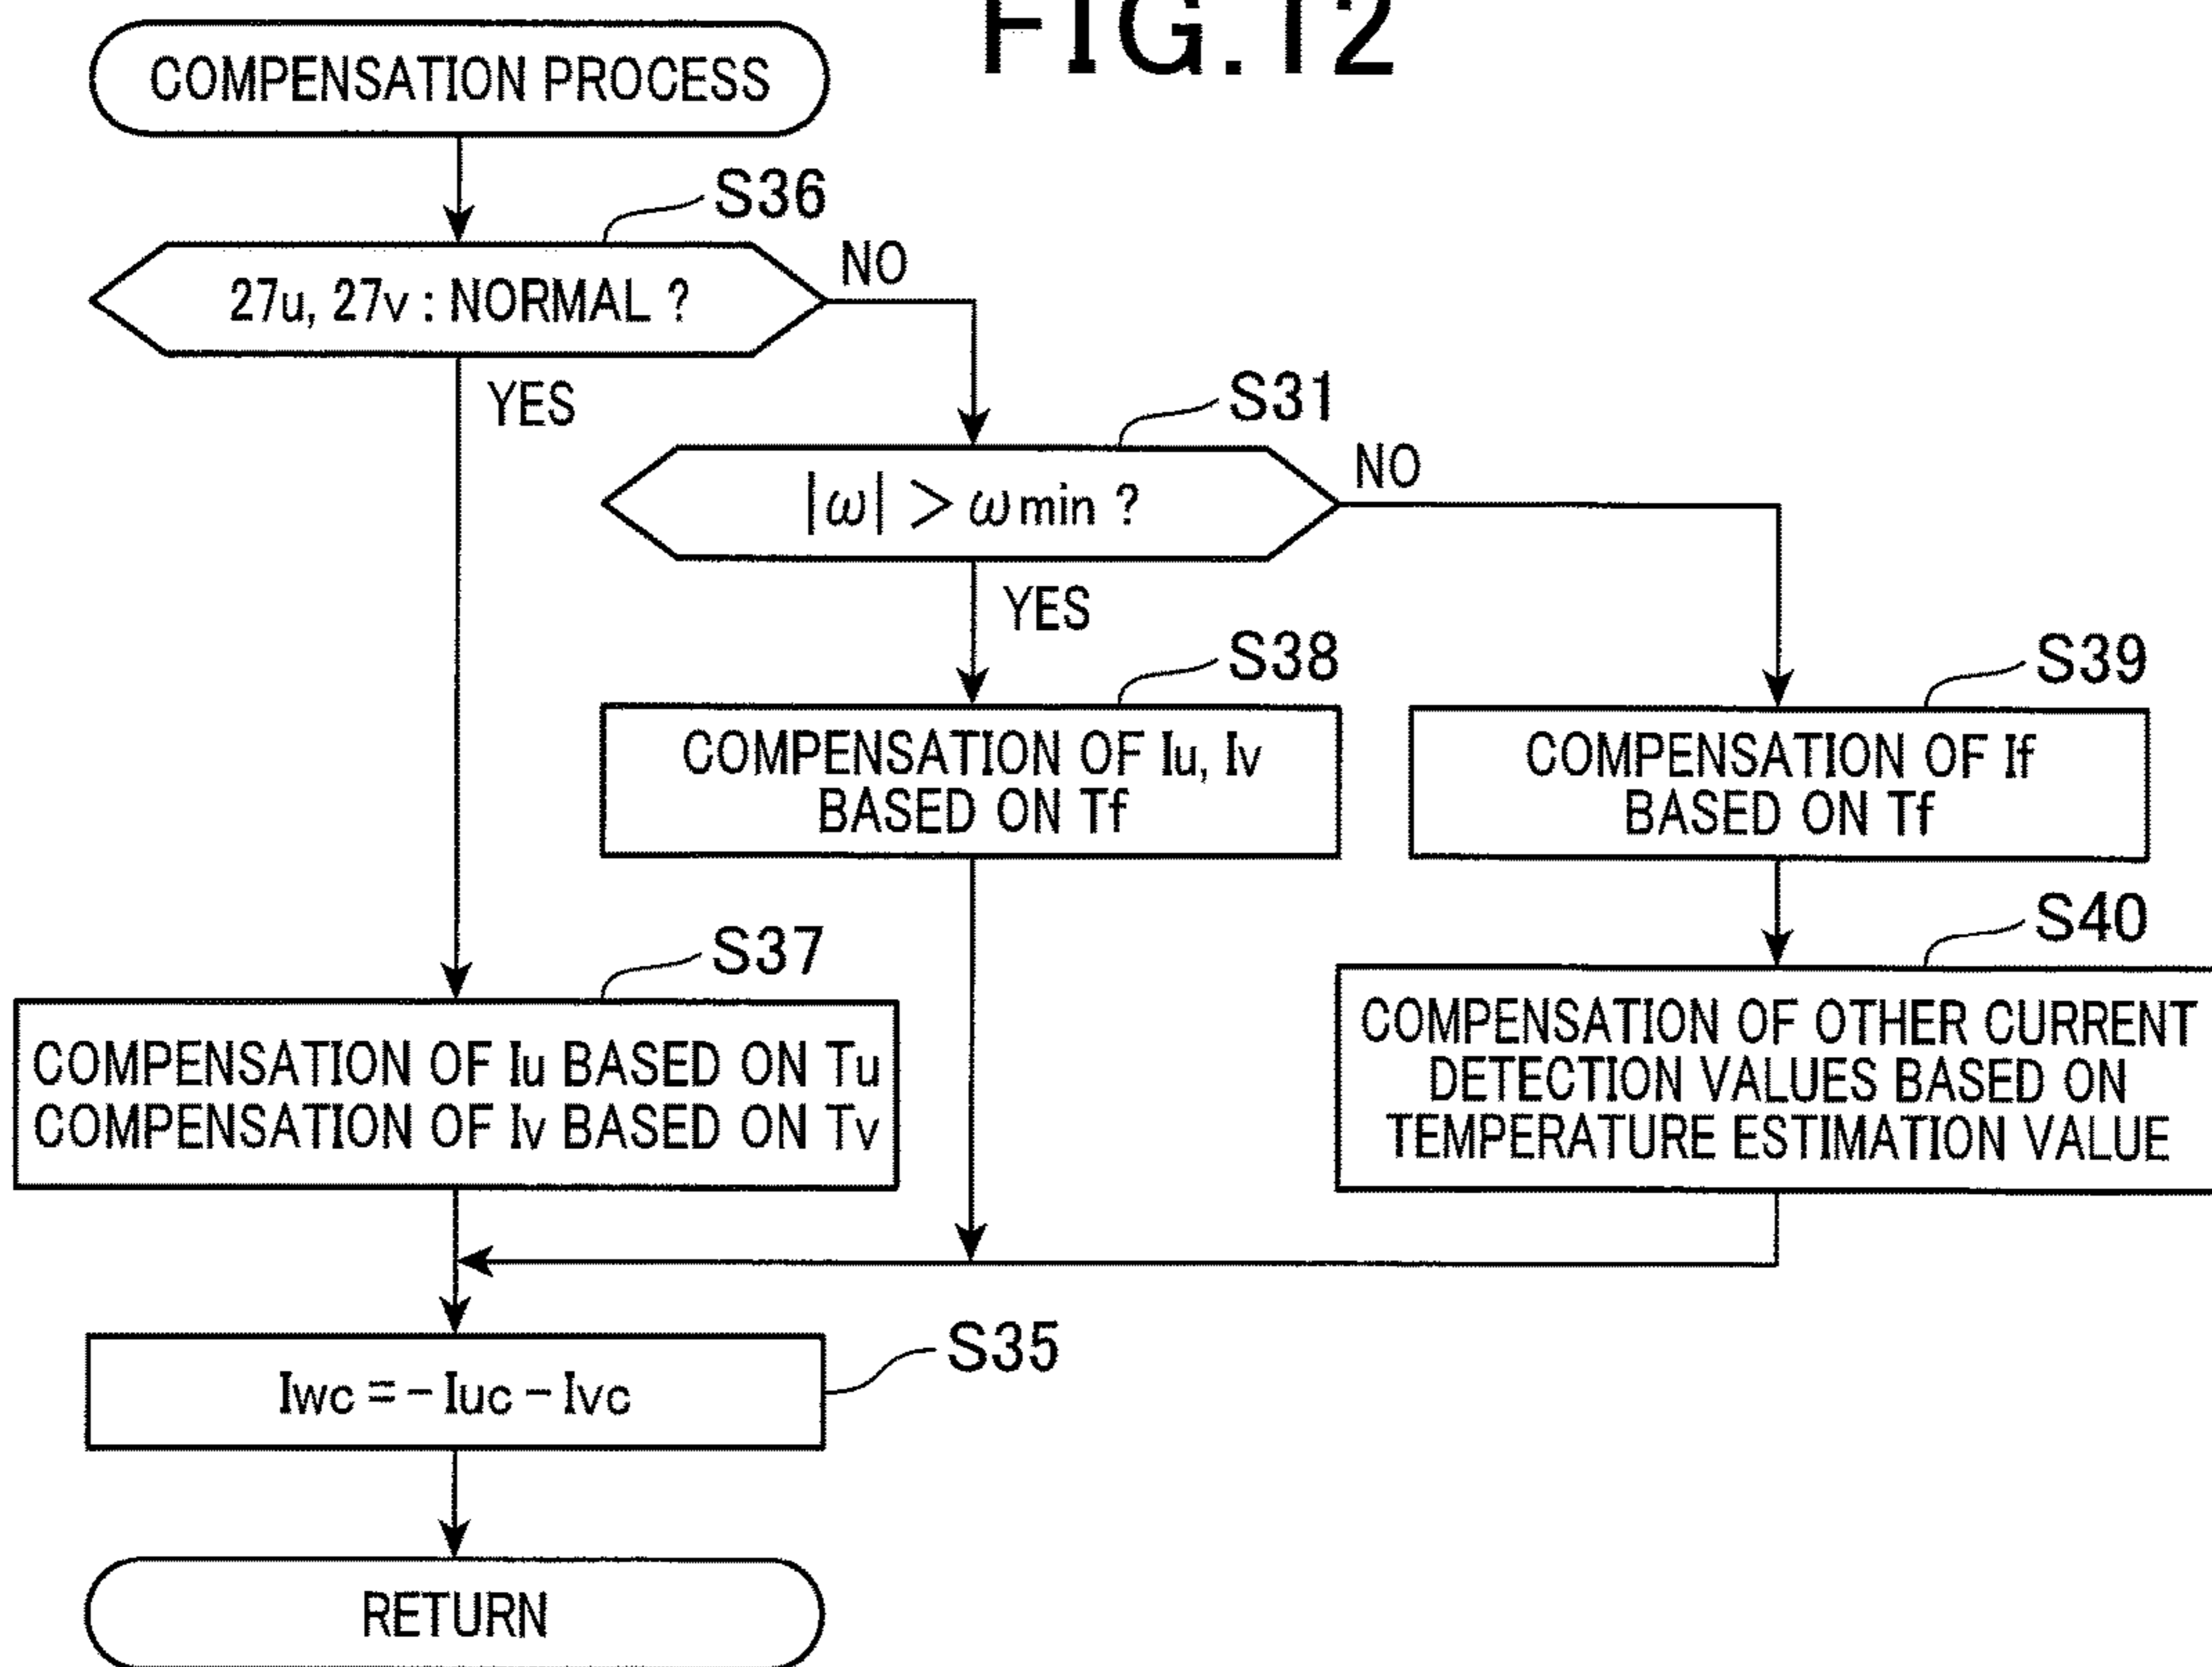 FIG.12
COMPENSATION PROCESS
S36
27u, 27v : NORMAL ?
NO
YES
S31
|ω| > ωmin ?
NO
YES
S38
COMPENSATION OF Iu, Iv
BASED ON Tf
S39
COMPENSATION OF If
BASED ON Tf
S40
COMPENSATION OF OTHER CURRENT
DETECTION VALUES BASED ON
TEMPERATURE ESTIMATION VALUE
S37
COMPENSATION OF Iu BASED ON Tu
COMPENSATION OF Iv BASED ON Tv
S35
Iwc = - Iuc - Ivc
RETURN